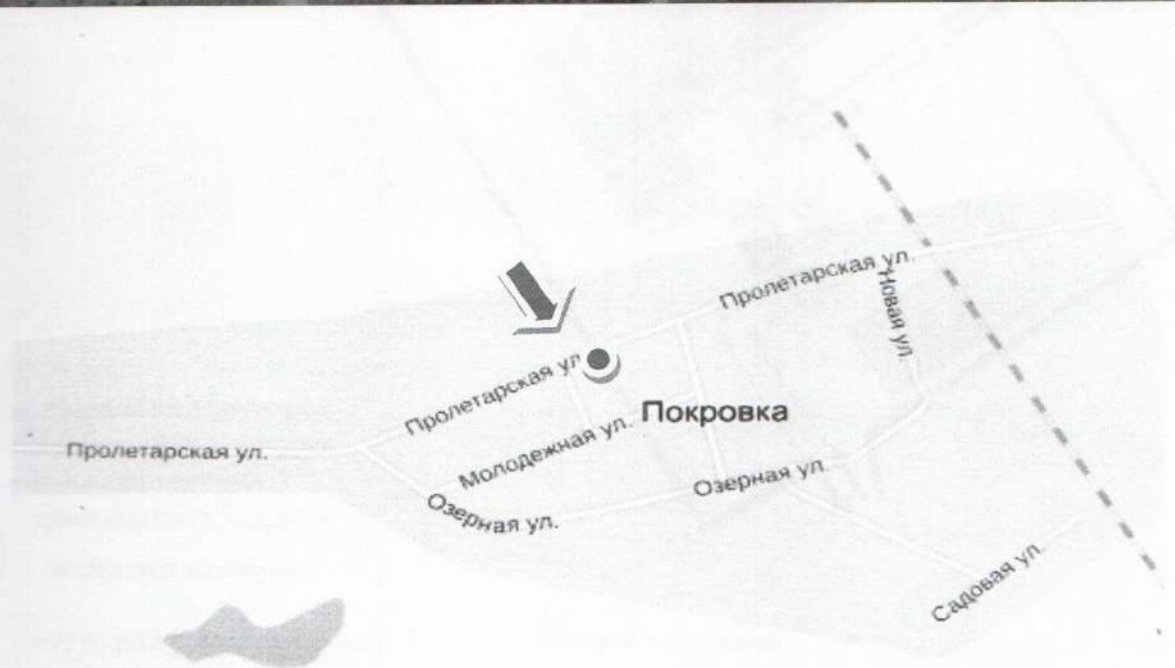 Пролетарская ул.
Новая ул.
Пролетарская ул.
Покровка
Пролетарская ул.
Молодежная ул.
Озерная ул.
Озерная ул.
Садовая ул.